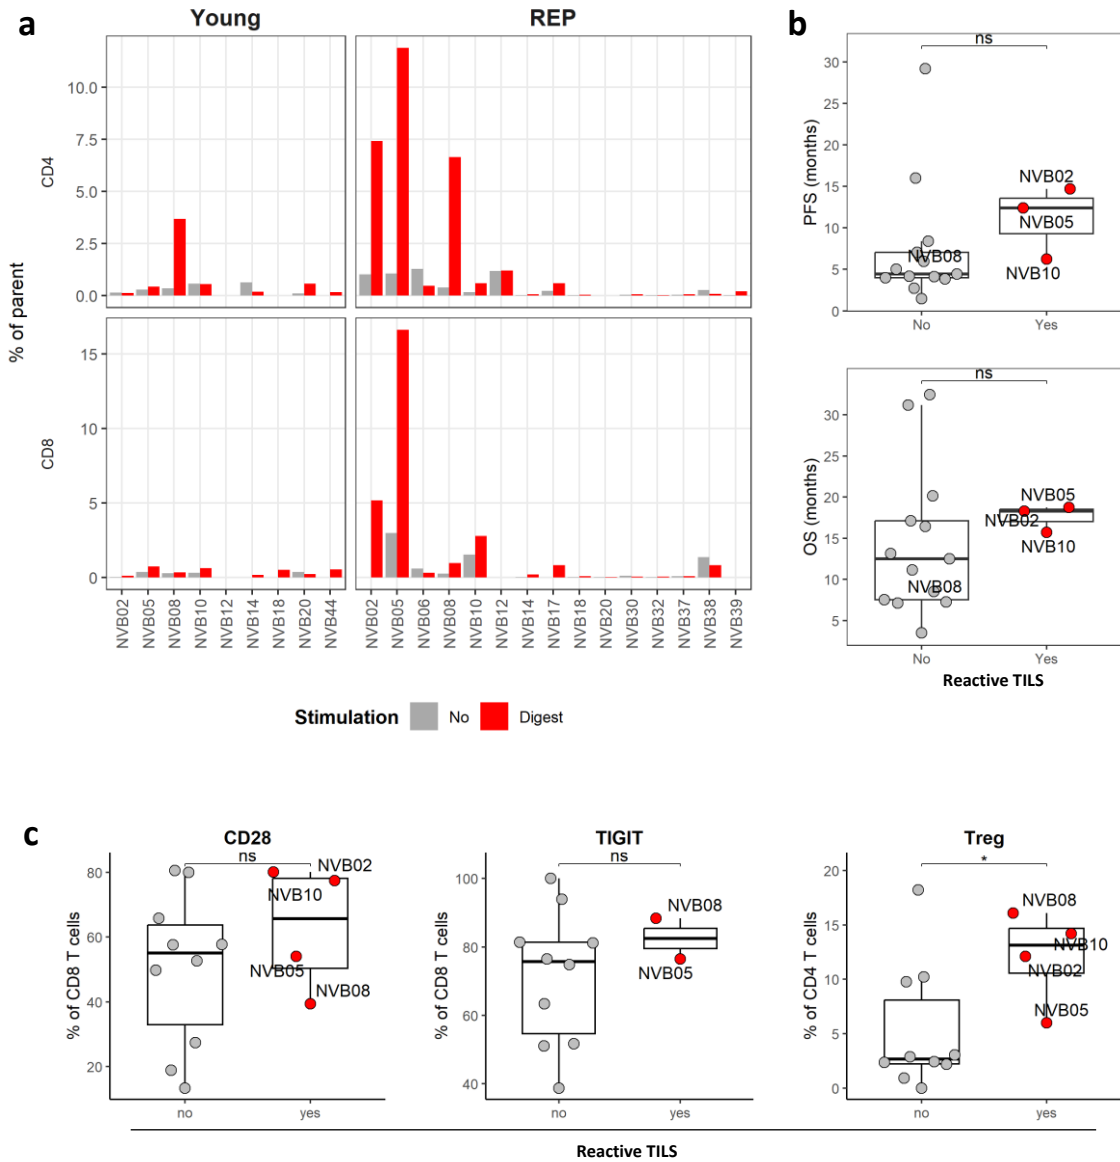 a
Young
REP
CD4
10.0
7.5
5.0
2.5
0.0
% of parent
CD8
15
10
5
0
NVB02
NVB05
NVB08
NVB10
NVB12
NVB14
NVB18
NVB20
NVB44
NVB02
NVB05
NVB06
NVB08
NVB10
NVB12
NVB14
NVB17
NVB18
NVB20
NVB30
NVB32
NVB37
NVB38
NVB39
Stimulation No Digest
b
ns
PFS (months)
30
25
20
15
10
5
0
NVB02
NVB05
NVB08
NVB10
No Yes
ns
OS (months)
30
25
20
15
10
5
NVB05
NVB02
NVB10
NVB08
No Yes
Reactive TILS
c
CD28
ns
% of CD8 T cells
80
60
40
20
NVB02
NVB10
NVB05
NVB08
no yes
TIGIT
ns
% of CD8 T cells
100
80
60
40
NVB08
NVB05
no yes
Treg
*
% of CD4 T cells
20
15
10
5
0
NVB08
NVB10
NVB02
NVB05
no yes
Reactive TILS